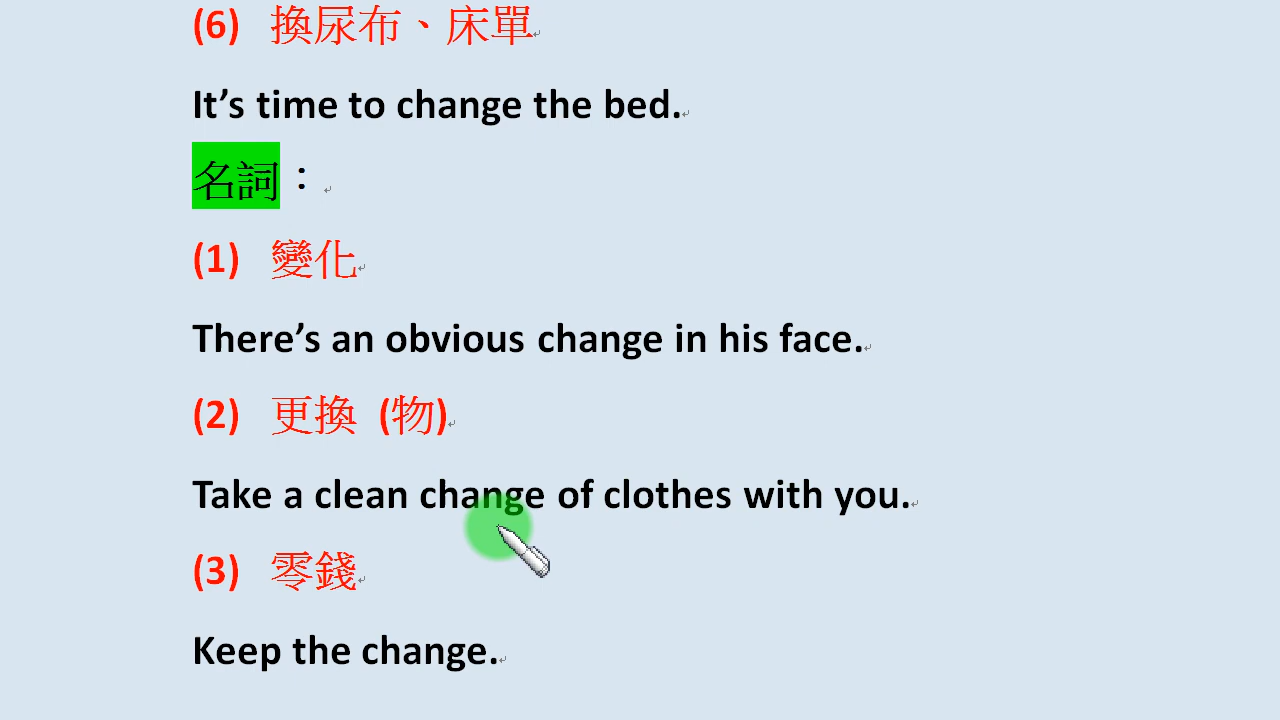 (6) 換尿布、床單
It’s time to change the bed.
名詞：
(1) 變化
There’s an obvious change in his face.
(2) 更換 (物)
Take a clean change of clothes with you.
(3) 零錢
Keep the change.